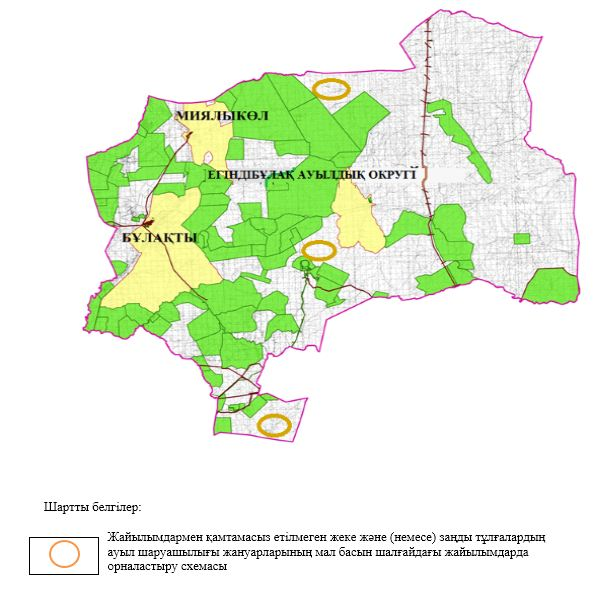 МИЯЛЫКӨЛ
ЕГІНДІБҰЛАҚ АУЫЛДЫҚ ОКРУГІ
БҰЛАҚТЫ
Шартты белгілер:
Жайылымдармен қамтамасыз етілмеген жеке және (немесе) заңды тұлғалардың
ауыл шаруашылығы жануарларының мал басын шалғайдағы жайылымдарда
орналастыру схемасы